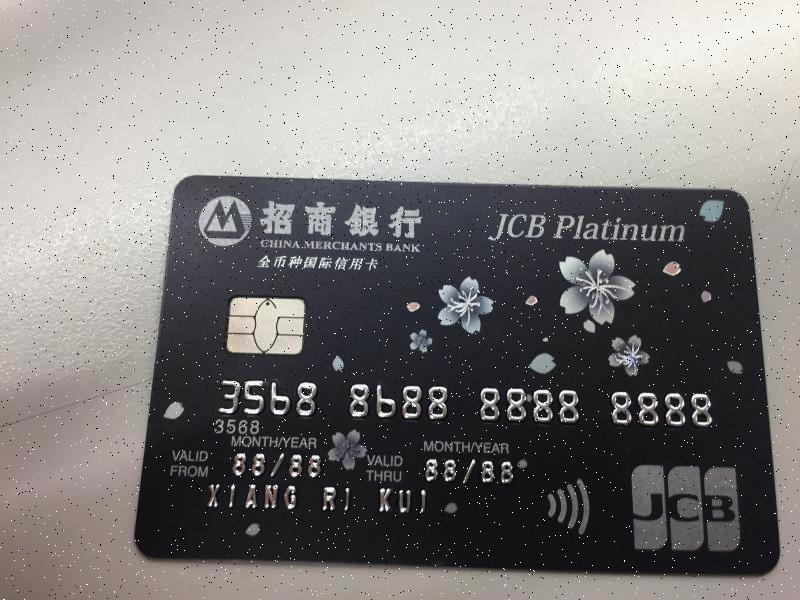 招商銀行
CHINA MERCHANTS BANK
全币种国际信用卡
JCB Platinum
3568 8688 8888 8888
3568
MONTH/YEAR MONTH/YEAR
VALID FROM 88/88 VALID THRU 88/88
XIANG RI KUI
JCB